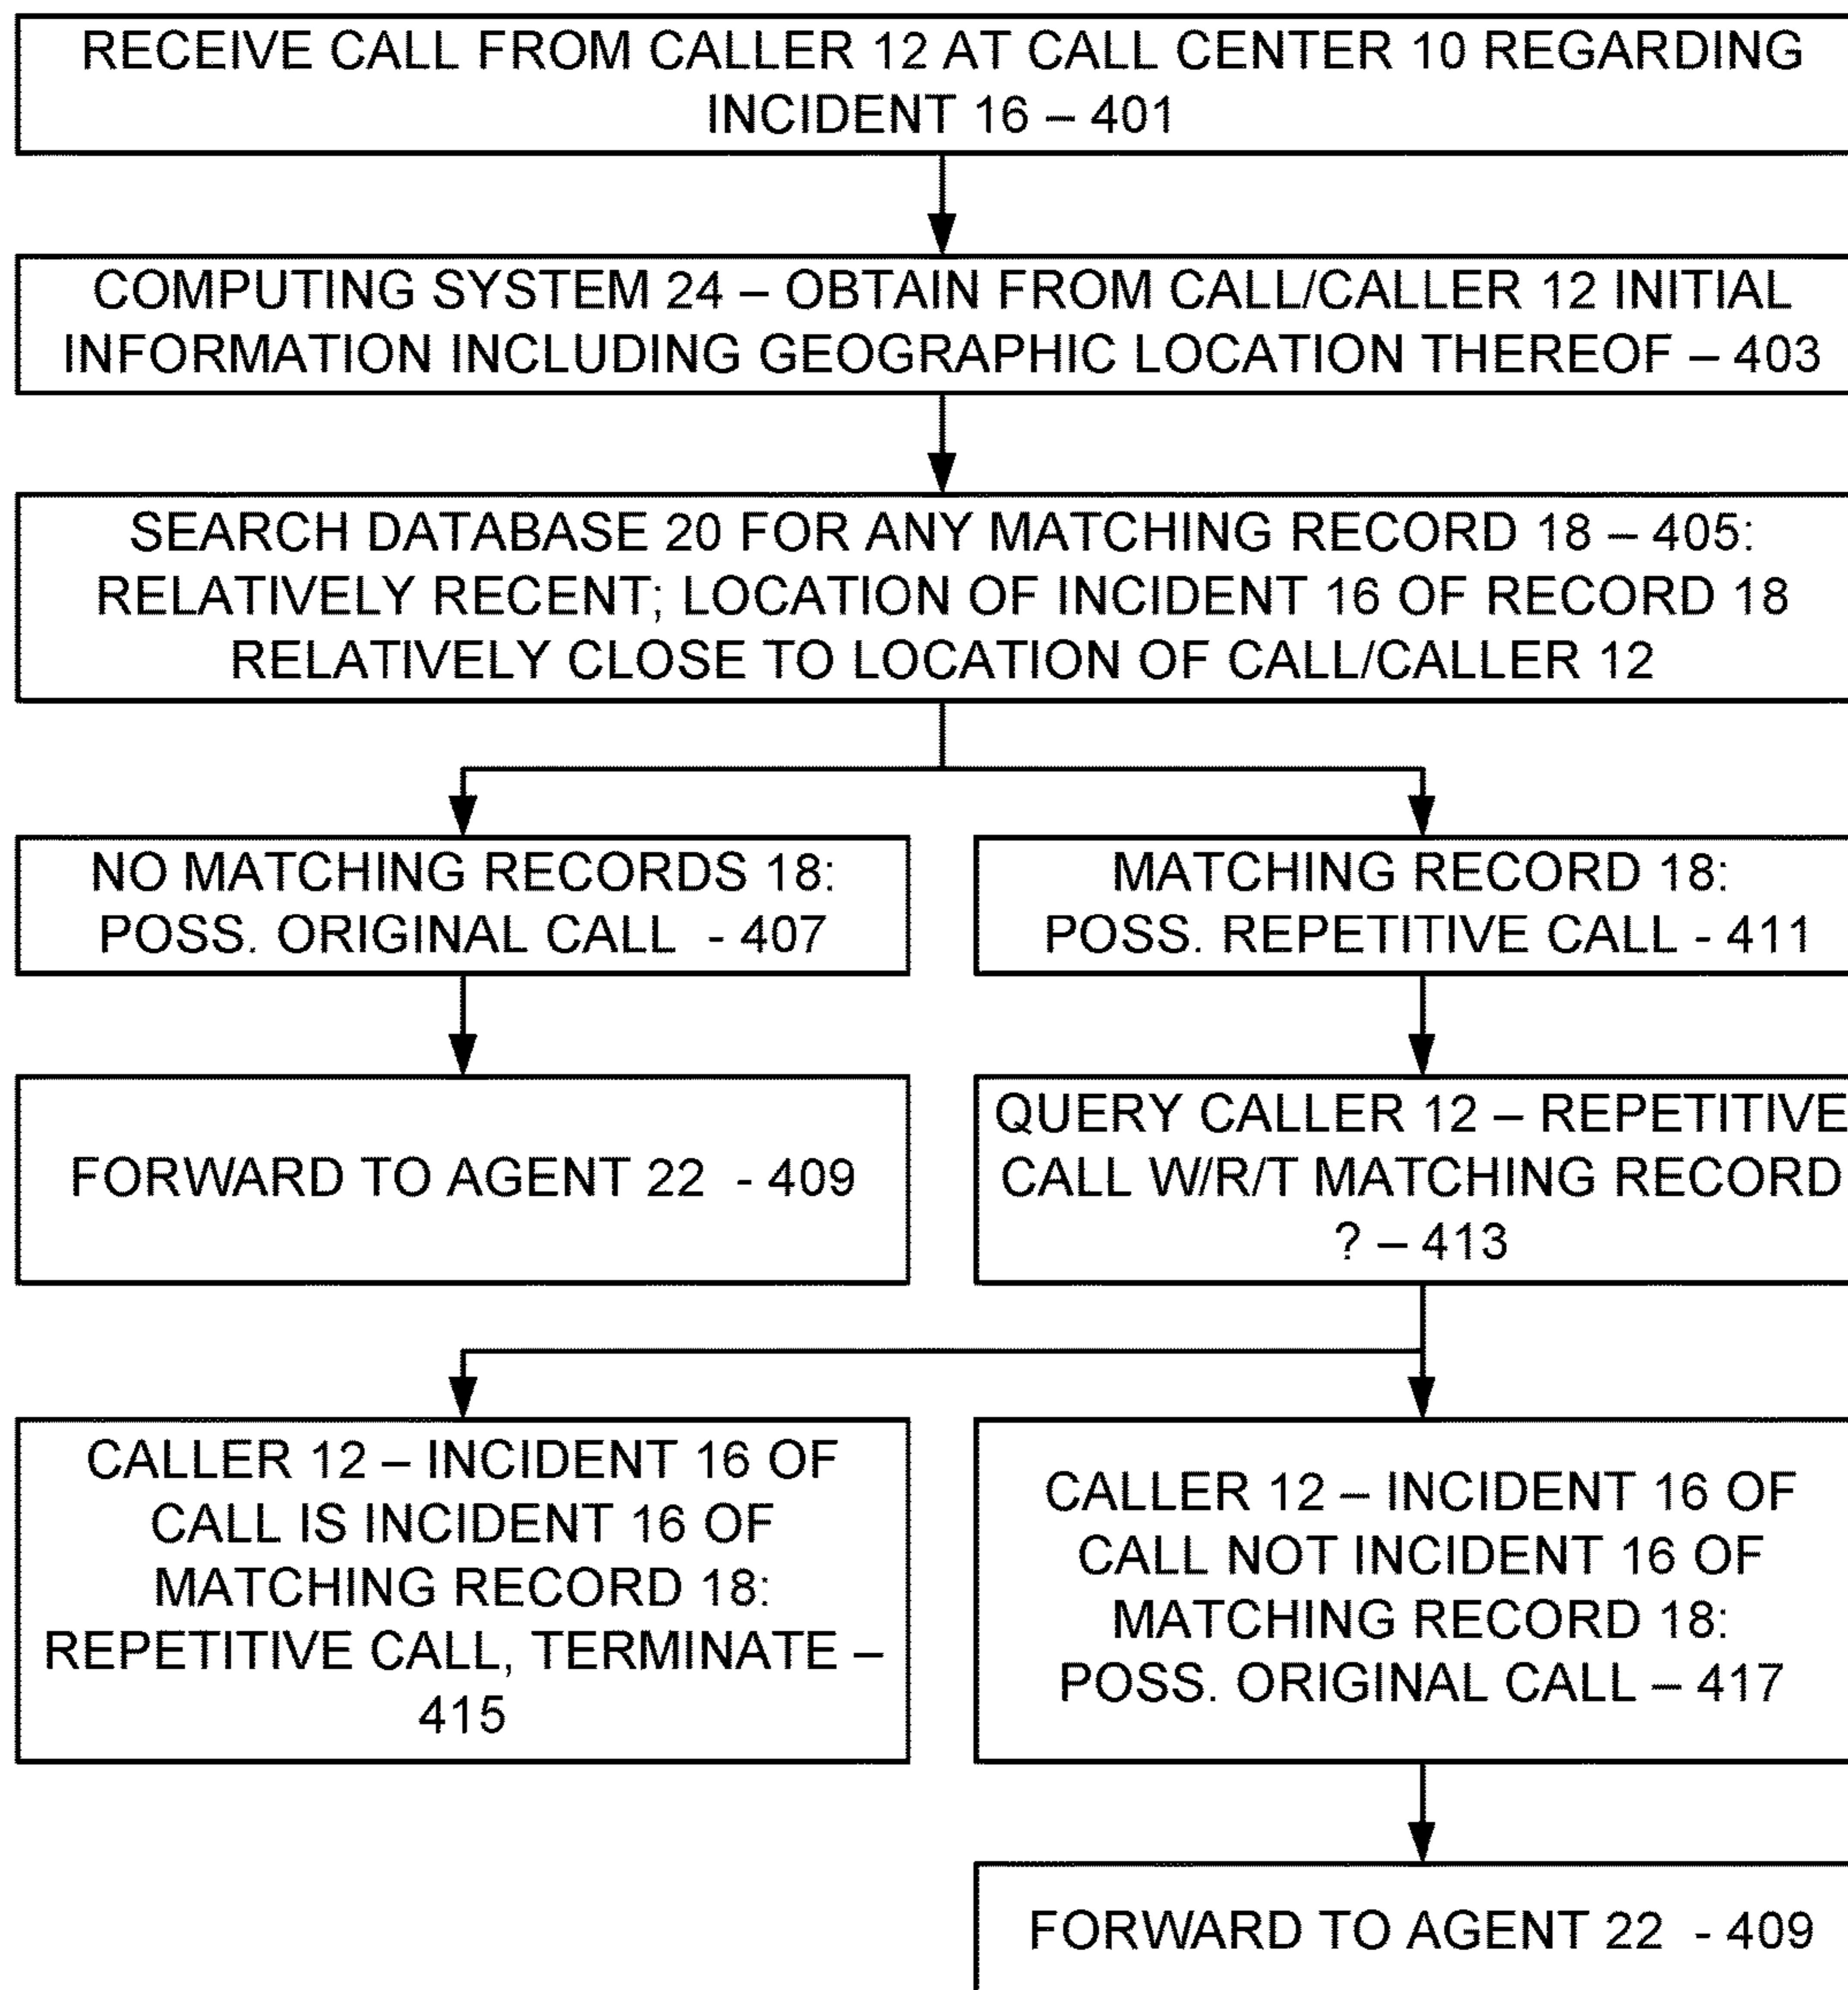 RECEIVE CALL FROM CALLER 12 AT CALL CENTER 10 REGARDING
INCIDENT 16 – 401
COMPUTING SYSTEM 24 – OBTAIN FROM CALL/CALLER 12 INITIAL
INFORMATION INCLUDING GEOGRAPHIC LOCATION THEREOF – 403
SEARCH DATABASE 20 FOR ANY MATCHING RECORD 18 – 405:
RELATIVELY RECENT; LOCATION OF INCIDENT 16 OF RECORD 18
RELATIVELY CLOSE TO LOCATION OF CALL/CALLER 12
NO MATCHING RECORDS 18:
POSS. ORIGINAL CALL - 407
MATCHING RECORD 18:
POSS. REPETITIVE CALL - 411
FORWARD TO AGENT 22 - 409
QUERY CALLER 12 – REPETITIVE
CALL W/R/T MATCHING RECORD
? – 413
CALLER 12 – INCIDENT 16 OF
CALL IS INCIDENT 16 OF
MATCHING RECORD 18:
REPETITIVE CALL, TERMINATE –
415
CALLER 12 – INCIDENT 16 OF
CALL NOT INCIDENT 16 OF
MATCHING RECORD 18:
POSS. ORIGINAL CALL – 417
FORWARD TO AGENT 22 - 409